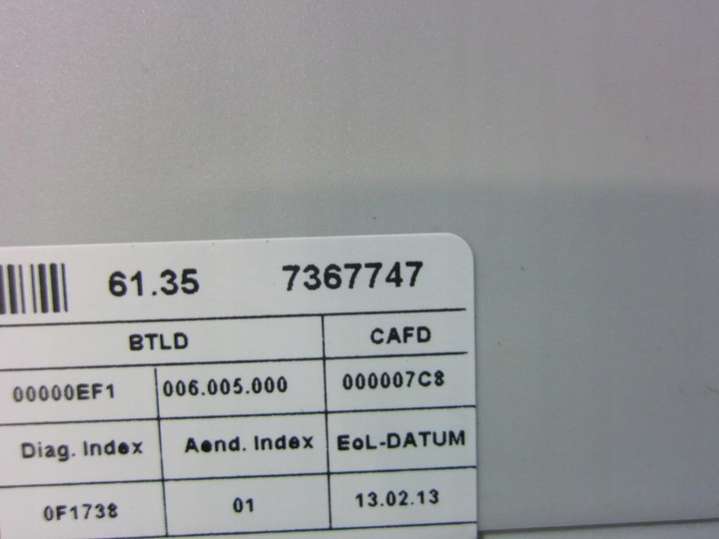 61.35 7367747
BTLD CAFD
00000EF1 006.005.000 000007C8
Diag. Index Aend. Index EoL-DATUM
0F1738 01 13.02.13